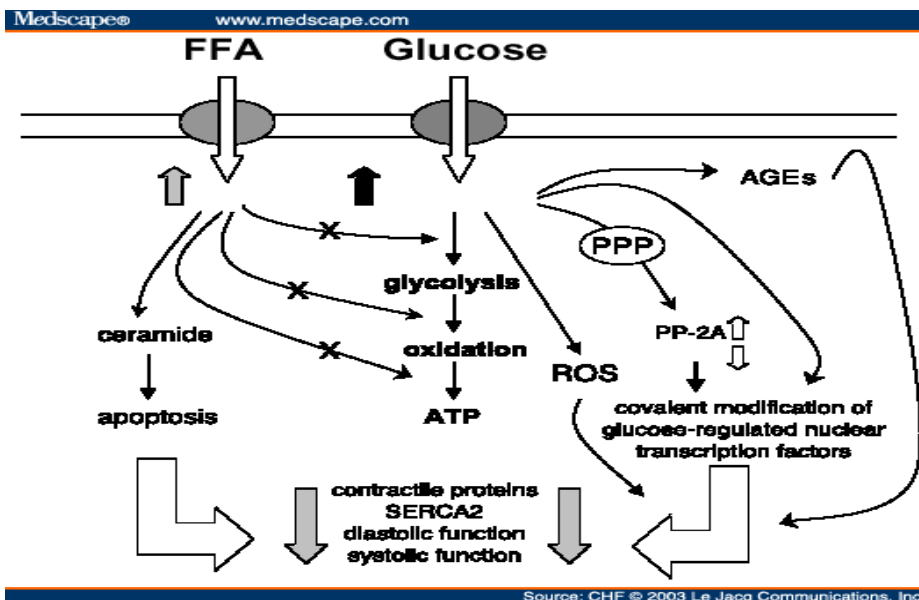 Medscape® www.medscape.com
FFA Glucose
AGEs
X
PPP
glycolysis
X
ceramide
oxidation
PP-2A
X
ROS
apoptosis
ATP
covalent modification of
glucose-regulated nuclear
transcription factors
contractile proteins
SERCA2
diastolic function
systolic function
Source: CHF © 2003 Le Jacq Communications, Inc